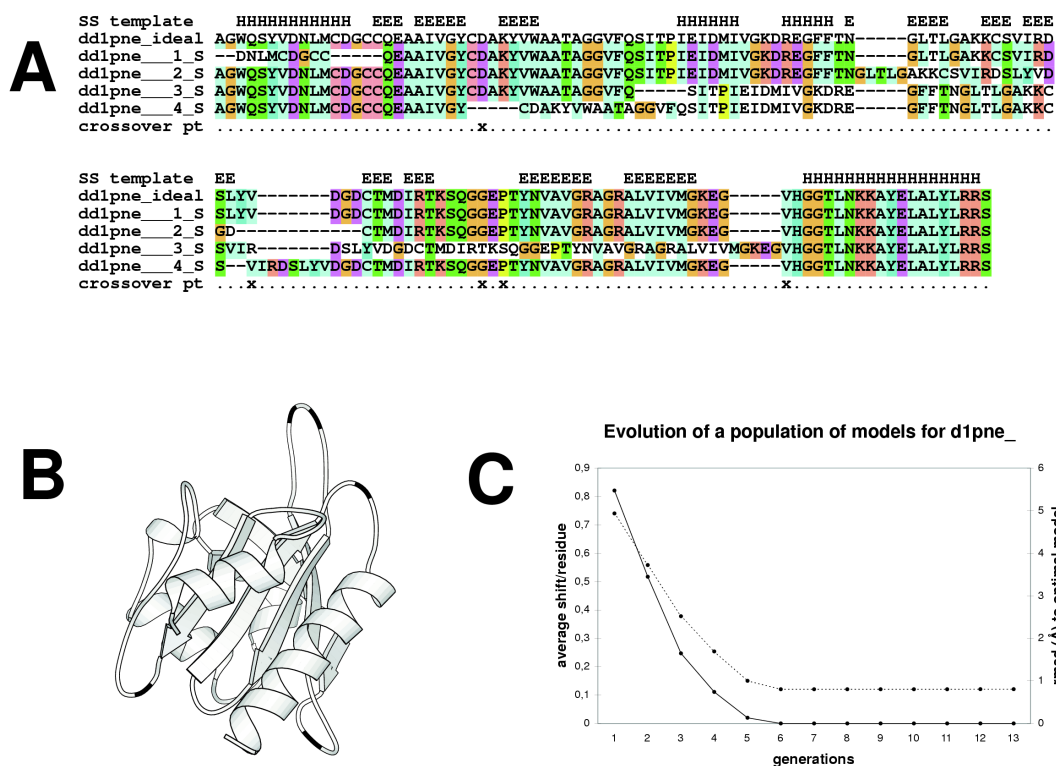 A
SS template HHHHHHHHHHH EEE EEEEE EEEE HHHHHH HHHHH E EEEE EEE EEE
dd1pne_ideal AGWQSYVDNLMCDGCCQEAAIVGYCDAKYVWAATAGGVFQSITPIEIDMIVGKDREGFFTN-----GLTLGAKKCSVIRD
dd1pne___1_S --DNLMCDGCC-----QEAAIVGYCDAKYVWAATAGGVFQSITPIEIDMIVGKDREGFFTN-----GLTLGAKKCSVIRD
dd1pne___2_S AGWQSYVDNLMCDGCCQEAAIVGYCDAKYVWAATAGGVFQSITPIEIDMIVGKDREGFFTNGLTLGAKKCSVIRDSLYVD
dd1pne___3_S AGWQSYVDNLMCDGCCQEAAIVGYCDAKYVWAATAGGVFQ-----SITPIEIDMIVGKDRE-----GFFTNGLTLGAKKC
dd1pne___4_S AGWQSYVDNLMCDGCCQEAAIVGY-----CDAKYVWAATAGGVFQSITPIEIDMIVGKDRE-----GFFTNGLTLGAKKC
crossover pt .........................x......................................................
SS template EE EEE EEE EEEEEEE EEEEEEE HHHHHHHHHHHHHHHHH
dd1pne_ideal SLYV-------DGDCTMDIRTKSQGGEPTYNVAVGRAGRALVIVMGKEG-----VHGGTLNKKAYELALYLRRS
dd1pne___1_S SLYV-------DGDCTMDIRTKSQGGEPTYNVAVGRAGRALVIVMGKEG-----VHGGTLNKKAYELALYLRRS
dd1pne___2_S GD------------CTMDIRTKSQGGEPTYNVAVGRAGRALVIVMGKEG-----VHGGTLNKKAYELALYLRRS
dd1pne___3_S SVIR-------DSLYVDGDCTMDIRTKSQGGEPTYNVAVGRAGRALVIVMGKEGVHGGTLNKKAYELALYLRRS
dd1pne___4_S S--VIRDSLYVDGDCTMDIRTKSQGGEPTYNVAVGRAGRALVIVMGKEG-----VHGGTLNKKAYELALYLRRS
crossover pt ...x.....................x.x..........................x...................
B
C
Evolution of a population of models for d1pne_
0,9
0,8
0,7
0,6
0,5
0,4
0,3
0,2
0,1
0
average shift/residue
6
5
4
3
2
1
0
rmsd (Å) to optimal model
1 2 3 4 5 6 7 8 9 10 11 12 13
generations